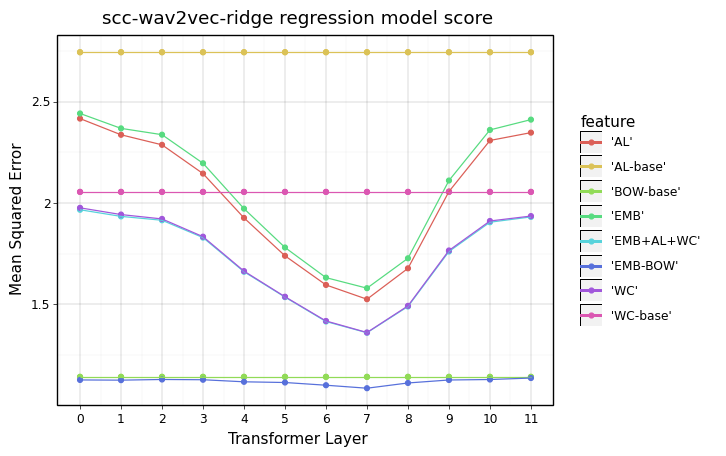 scc-wav2vec-ridge regression model score
Mean Squared Error
2.5
2
1.5
0 1 2 3 4 5 6 7 8 9 10 11
Transformer Layer
feature
'AL'
'AL-base'
'BOW-base'
'EMB'
'EMB+AL+WC'
'EMB-BOW'
'WC'
'WC-base'